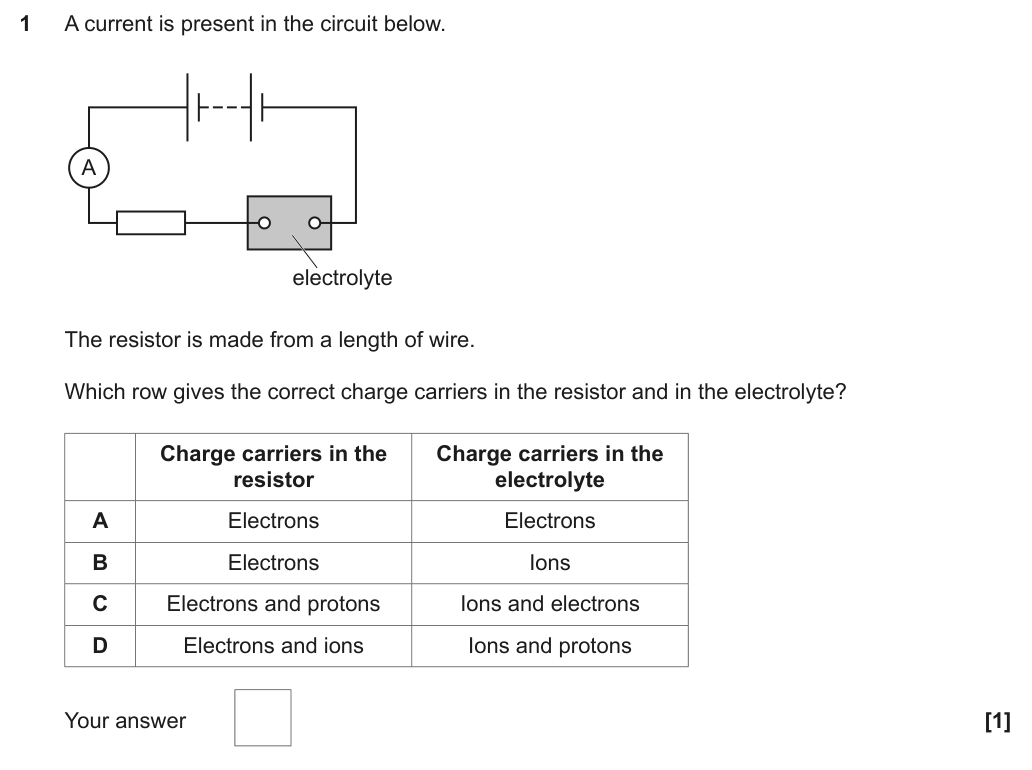 1 A current is present in the circuit below.
A
electrolyte
The resistor is made from a length of wire.
Which row gives the correct charge carriers in the resistor and in the electrolyte?
Charge carriers in the resistor Charge carriers in the electrolyte
A Electrons Electrons
B Electrons Ions
C Electrons and protons Ions and electrons
D Electrons and ions Ions and protons
Your answer [1]